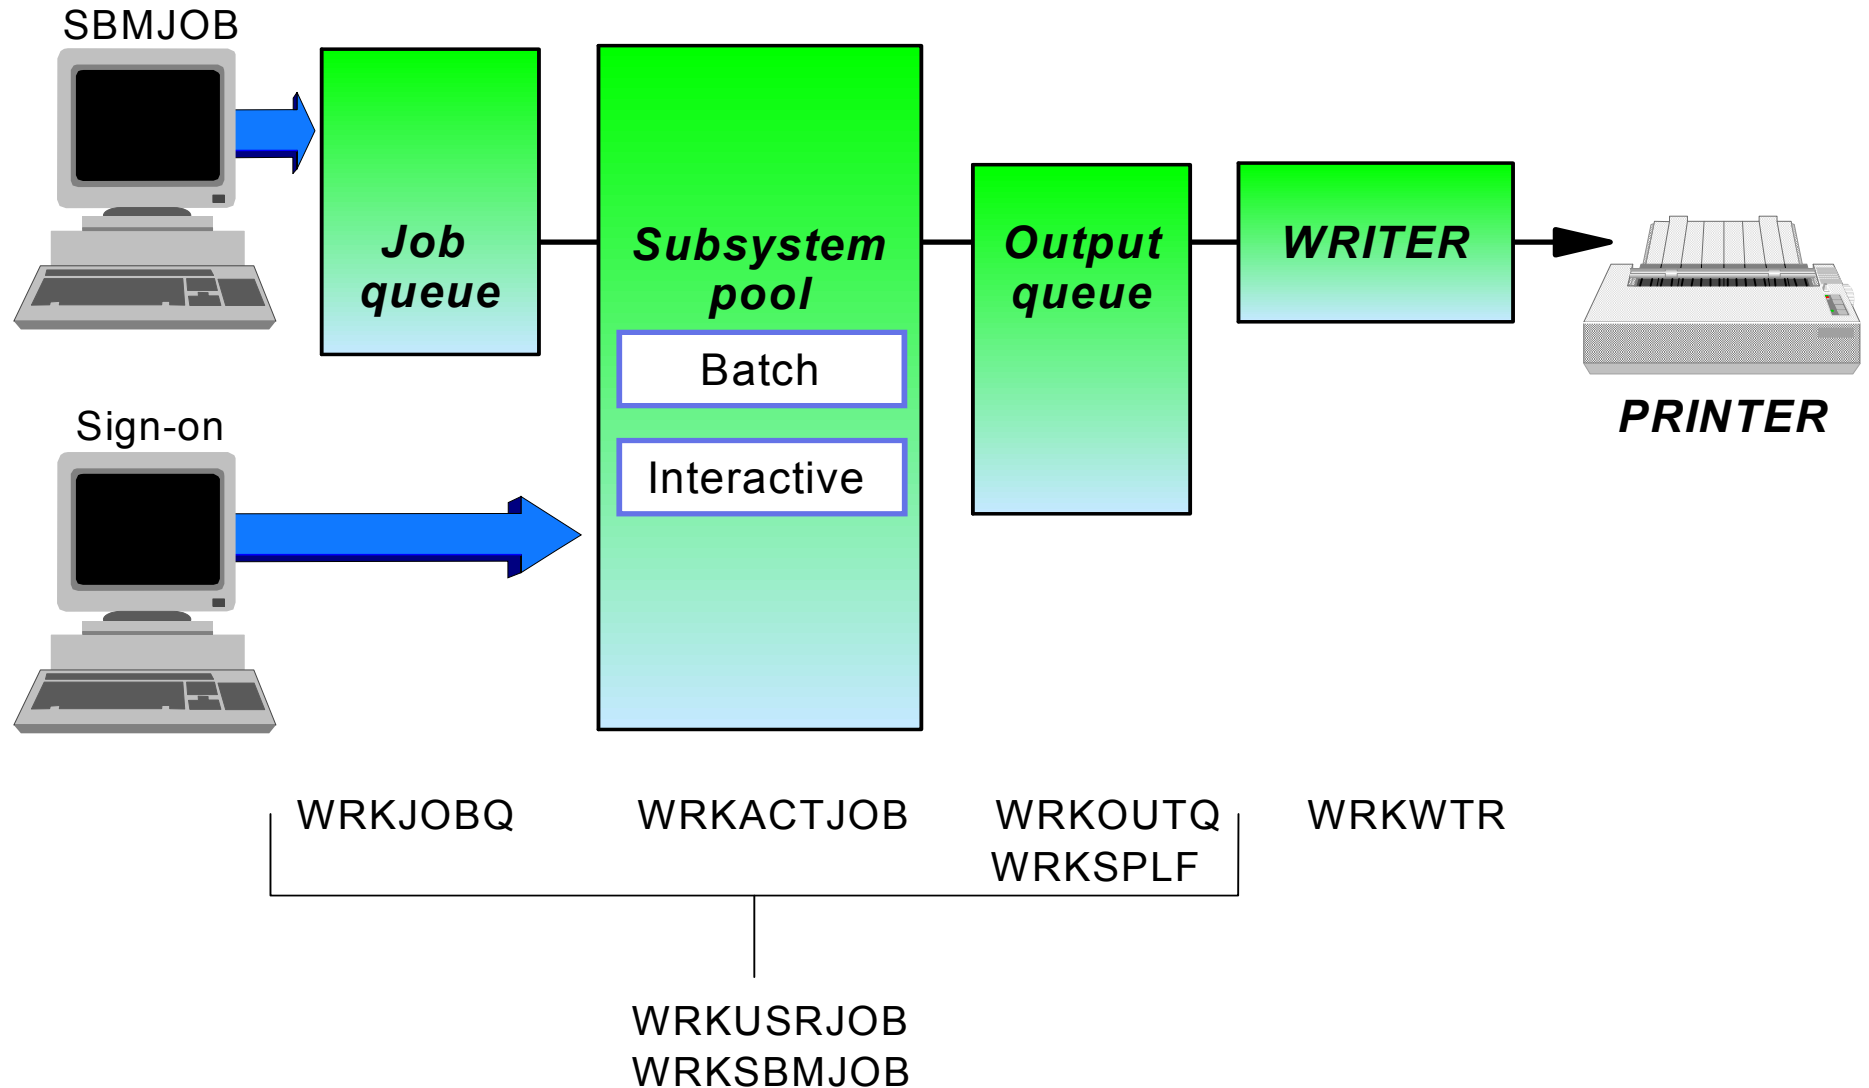 SBMJOB
Job
queue
Subsystem
pool
Batch
Interactive
Output
queue
WRITER
PRINTER
Sign-on
WRKJOBQ
WRKACTJOB
WRKOUTQ
WRKSPLF
WRKWTR
WRKUSRJOB
WRKSBMJOB